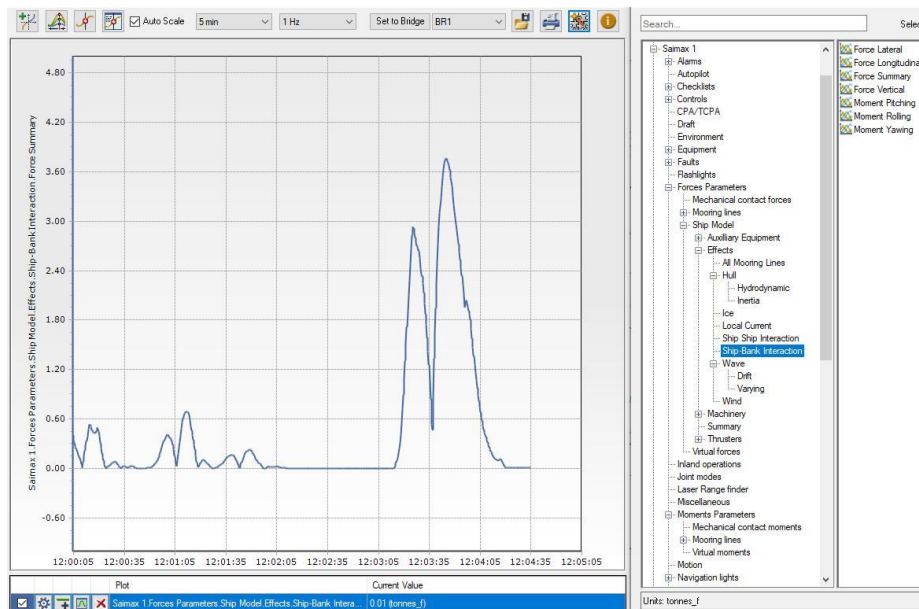 Auto Scale
5 min
1 Hz
Set to Bridge
BR1
Search...
Selec
4.80
4.20
3.60
3.00
2.40
1.80
1.20
0.60
0.00
-0.60
Saimax 1.Forces Parameters.Ship Model.Effects.Ship-Bank Interaction.Force Summary
12:00:05
12:00:35
12:01:05
12:01:35
12:02:05
12:02:35
12:03:05
12:03:35
12:04:05
12:04:35
12:05:05
Plot
Current Value
Saimax 1.Forces Parameters.Ship Model.Effects.Ship-Bank Intera...
0.01 (tonnes_f)
Saimax 1
Alarms
Autopilot
Checklists
Controls
CPA/TCPA
Draft
Environment
Equipment
Faults
Flashlights
Forces Parameters
Mechanical contact forces
Mooring lines
Ship Model
Auxilliary Equipment
Effects
All Mooring Lines
Hull
Hydrodynamic
Inertia
Ice
Local Current
Ship Ship Interaction
Ship-Bank Interaction
Wave
Drift
Varying
Wind
Machinery
Summary
Thrusters
Virtual forces
Inland operations
Joint modes
Laser Range finder
Miscellaneous
Moments Parameters
Mechanical contact moments
Mooring lines
Virtual moments
Motion
Navigation lights
Force Lateral
Force Longitudina
Force Summary
Force Vertical
Moment Pitching
Moment Rolling
Moment Yawing
Units: tonnes_f